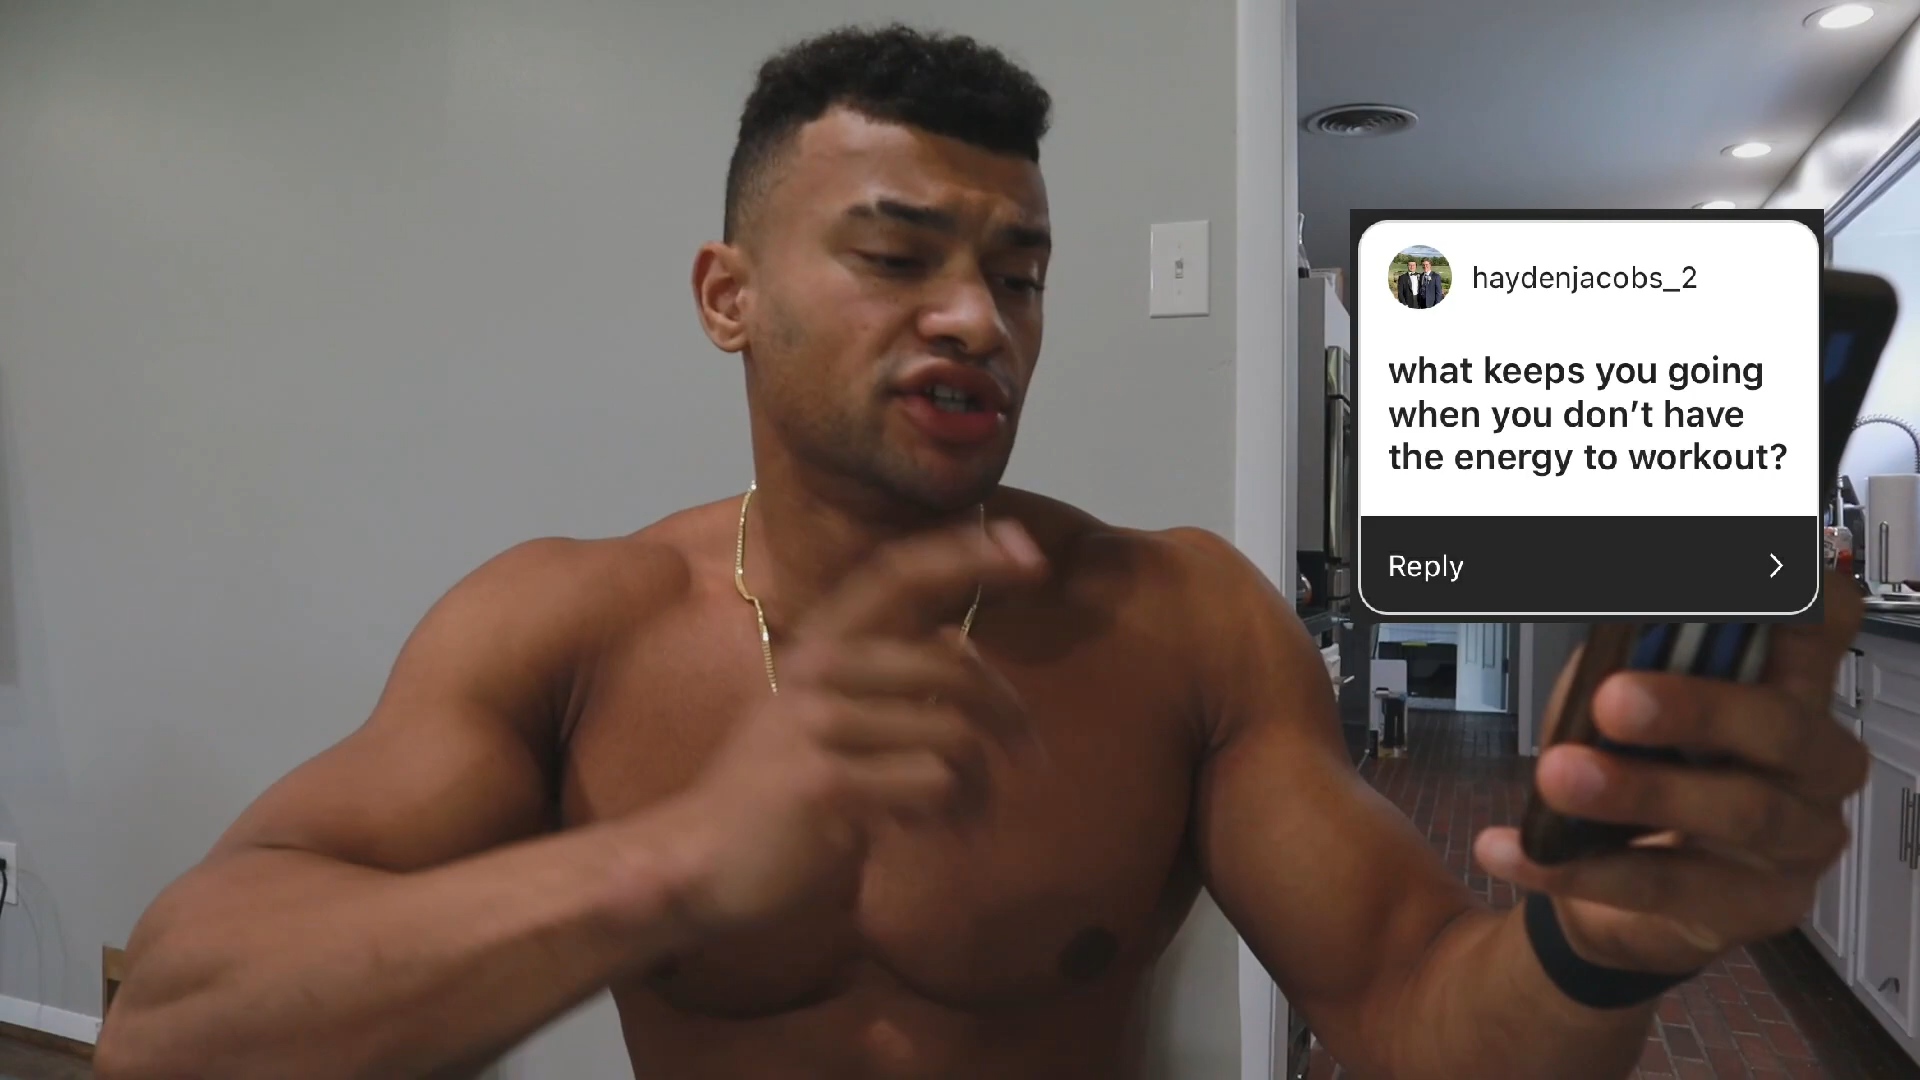 haydenjacobs_2
what keeps you going
when you don’t have
the energy to workout?
Reply